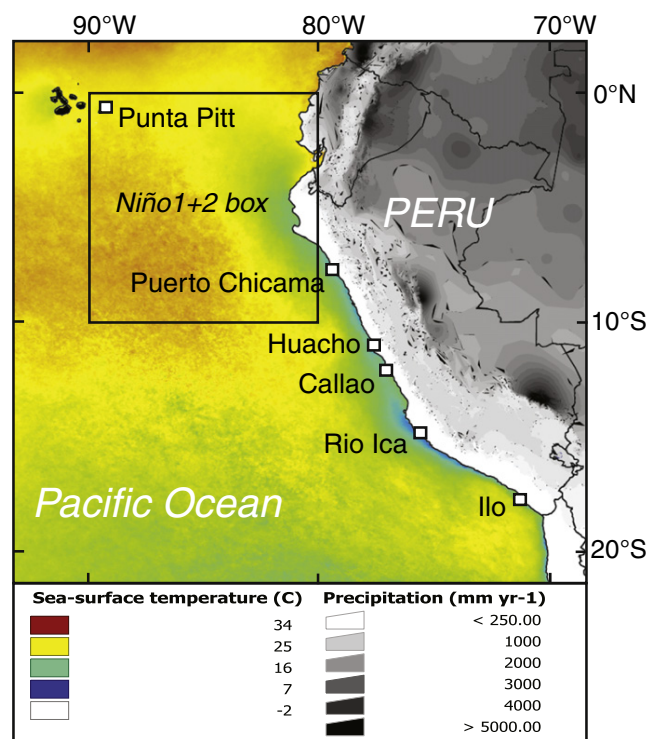 90°W 80°W 70°W
0°N
Punta Pitt
Niño1+2 box
PERU
Puerto Chicama
10°S
Huacho
Callao
Rio Ica
Pacific Ocean
Ilo
20°S
Sea-surface temperature (C) Precipitation (mm yr-1)
34 < 250.00
25 1000
16 2000
7 3000
-2 4000
> 5000.00